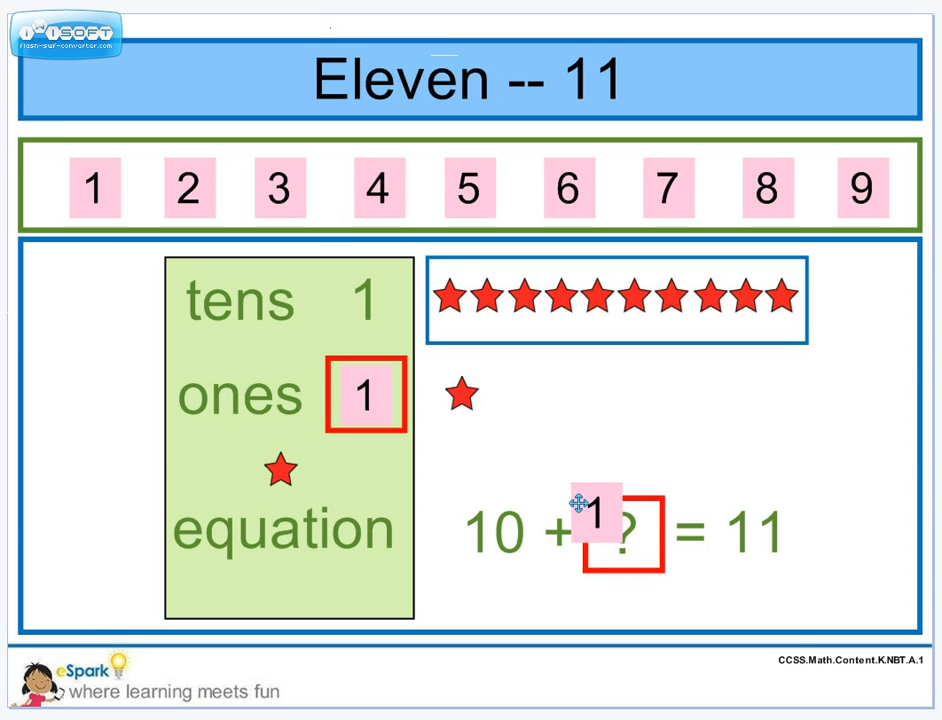 iWiSOFT
flash-swf-converter.com
Eleven -- 11
1 2 3 4 5 6 7 8 9
tens 1
ones 1
equation 10 + 1 ? = 11
CCSS.Math.Content.K.NBT.A.1
eSpark
where learning meets fun